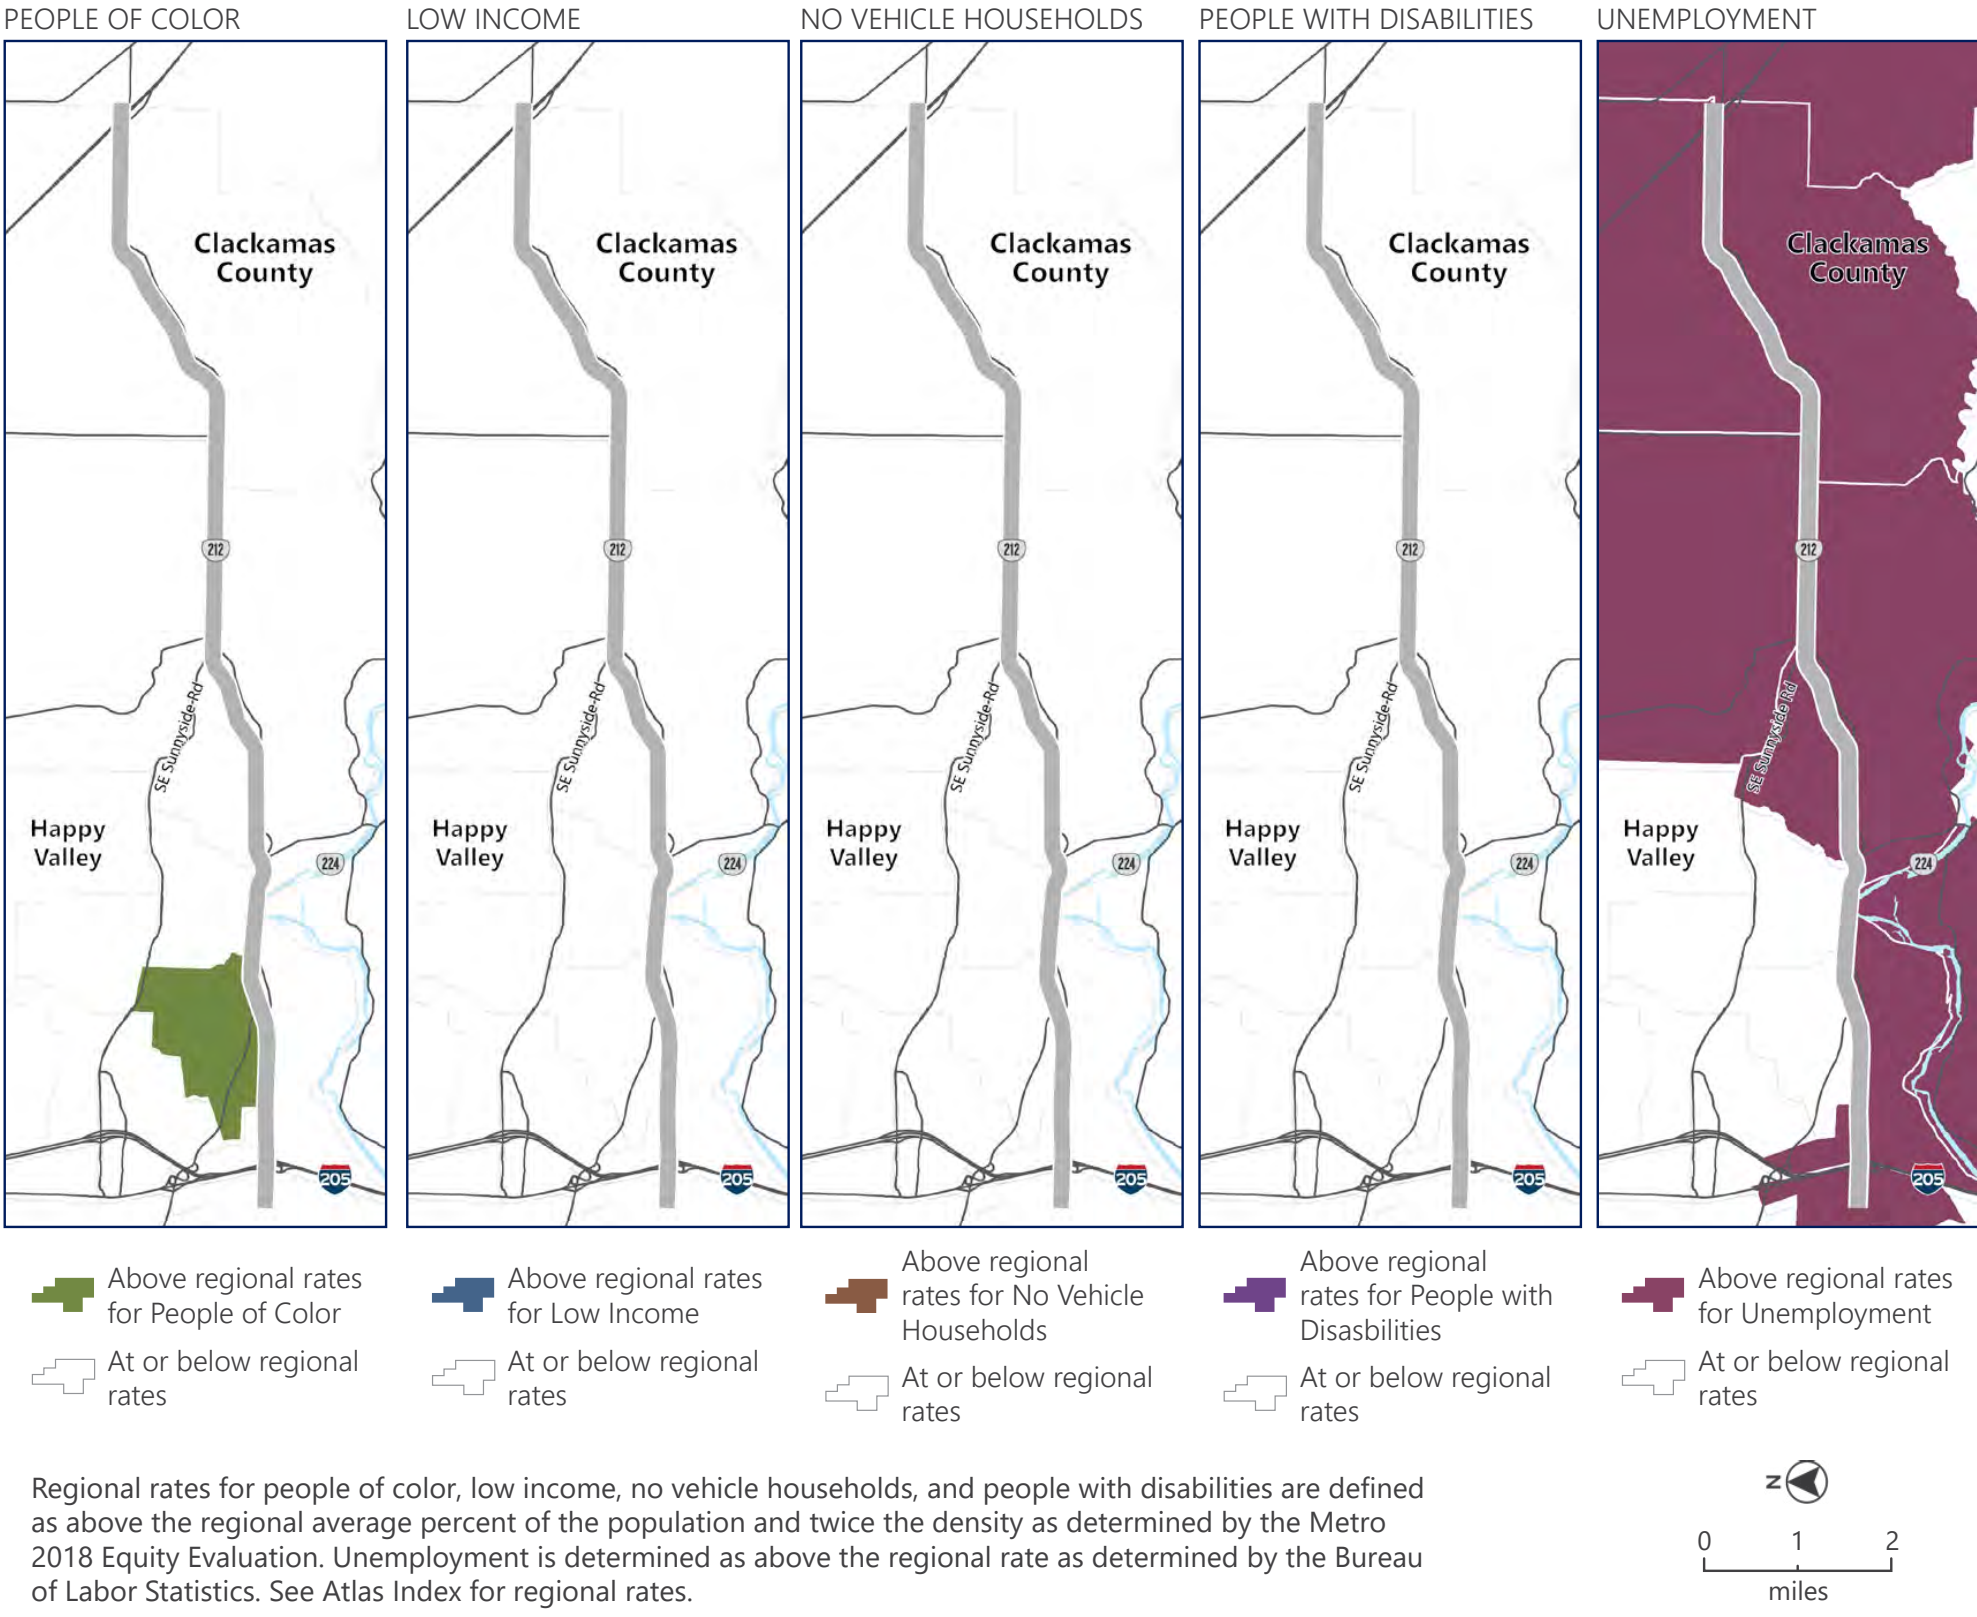 PEOPLE OF COLOR
Clackamas
County
212
SE Sunnyside Rd
Happy
Valley
224
205
Above regional rates
for People of Color
At or below regional
rates
LOW INCOME
Clackamas
County
212
SE Sunnyside Rd
Happy
Valley
224
205
Above regional rates
for Low Income
At or below regional
rates
NO VEHICLE HOUSEHOLDS
Clackamas
County
212
SE Sunnyside Rd
Happy
Valley
224
205
Above regional
rates for No Vehicle
Households
At or below regional
rates
PEOPLE WITH DISABILITIES
Clackamas
County
212
SE Sunnyside Rd
Happy
Valley
224
205
Above regional
rates for People with
Disasbilities
At or below regional
rates
UNEMPLOYMENT
Clackamas
County
212
SE Sunnyside Rd
Happy
Valley
224
205
Above regional rates
for Unemployment
At or below regional
rates
Regional rates for people of color, low income, no vehicle households, and people with disabilities are defined
as above the regional average percent of the population and twice the density as determined by the Metro
2018 Equity Evaluation. Unemployment is determined as above the regional rate as determined by the Bureau
of Labor Statistics. See Atlas Index for regional rates.
N
0 1 2
miles